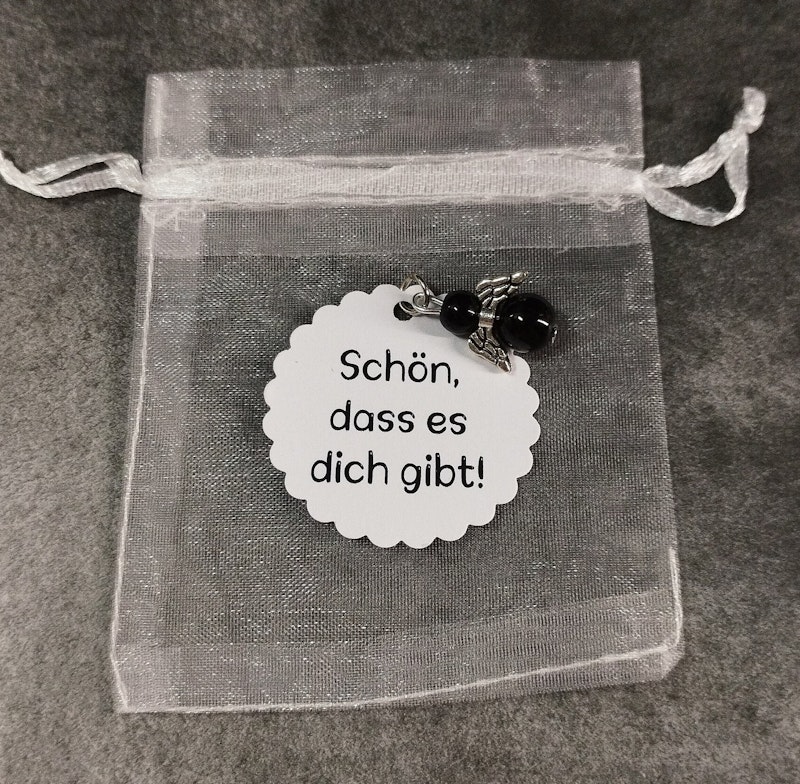 Schön,
dass es
dich gibt!